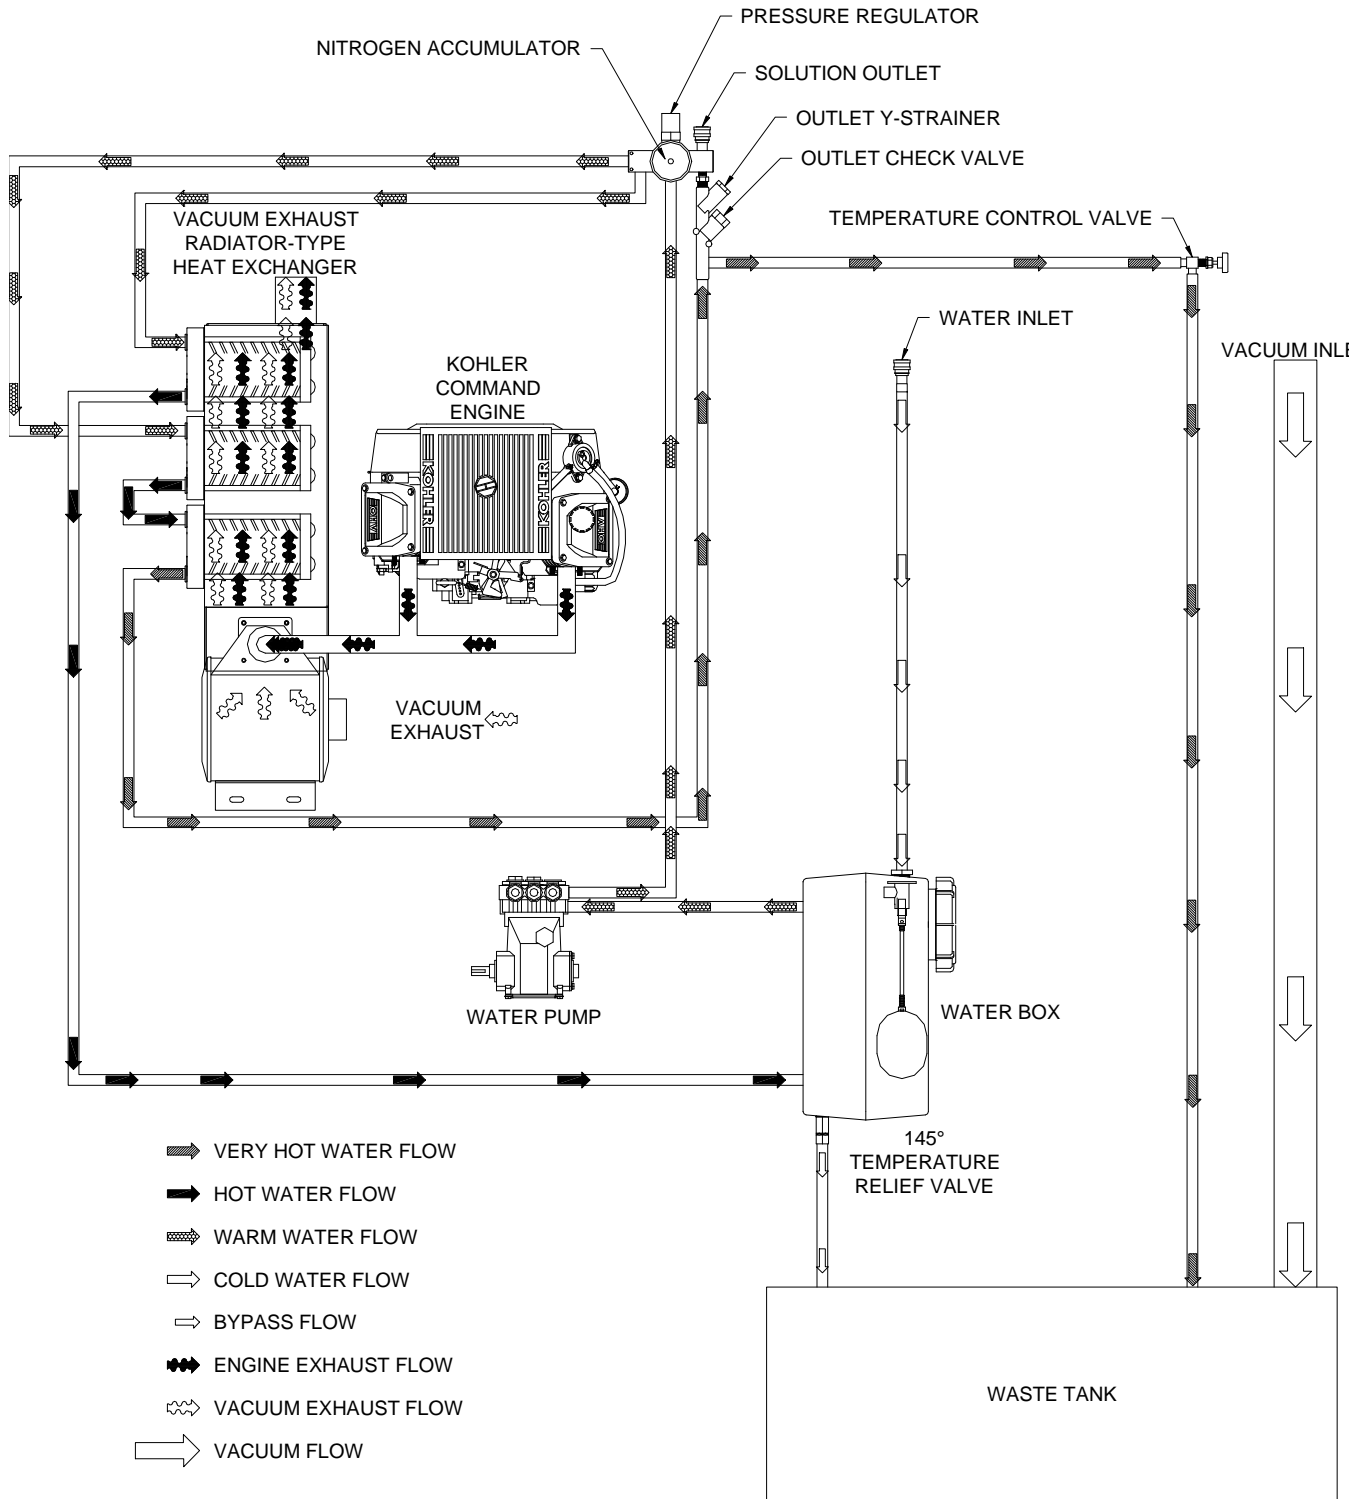 PRESSURE REGULATOR
NITROGEN ACCUMULATOR
SOLUTION OUTLET
OUTLET Y-STRAINER
OUTLET CHECK VALVE
TEMPERATURE CONTROL VALVE
VACUUM EXHAUST
RADIATOR-TYPE
HEAT EXCHANGER
WATER INLET
VACUUM INLE
KOHLER
COMMAND
ENGINE
KOHLER
KOHLER
VACUUM
EXHAUST
WATER PUMP
WATER BOX
145°
TEMPERATURE
RELIEF VALVE
VERY HOT WATER FLOW
HOT WATER FLOW
WARM WATER FLOW
COLD WATER FLOW
BYPASS FLOW
ENGINE EXHAUST FLOW
VACUUM EXHAUST FLOW
VACUUM FLOW
WASTE TANK